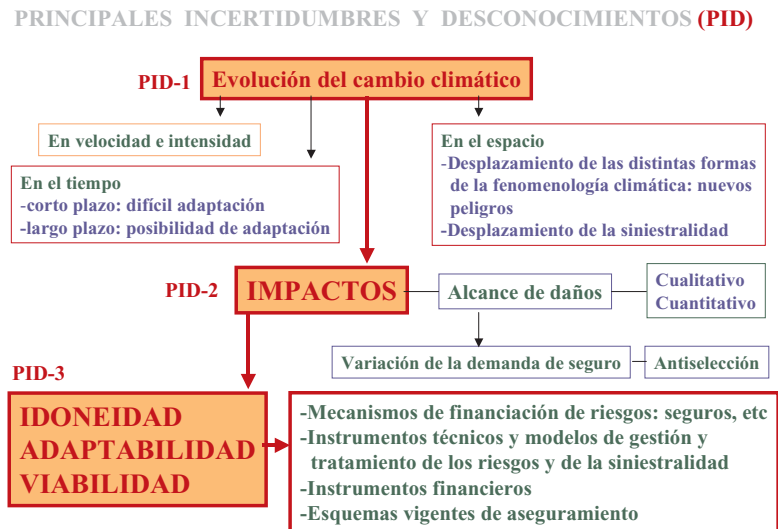 PRINCIPALES INCERTIDUMBRES Y DESCONOCIMIENTOS (PID)
PID-1
Evolución del cambio climático
En velocidad e intensidad
En el tiempo
-corto plazo: difícil adaptación
-largo plazo: posibilidad de adaptación
En el espacio
-Desplazamiento de las distintas formas
de la fenomenología climática: nuevos
peligros
-Desplazamiento de la siniestralidad
PID-2
IMPACTOS
Alcance de daños
Cualitativo
Cuantitativo
Variación de la demanda de seguro
Antiselección
PID-3
IDONEIDAD
ADAPTABILIDAD
VIABILIDAD
-Mecanismos de financiación de riesgos: seguros, etc
-Instrumentos técnicos y modelos de gestión y
tratamiento de los riesgos y de la siniestralidad
-Instrumentos financieros
-Esquemas vigentes de aseguramiento